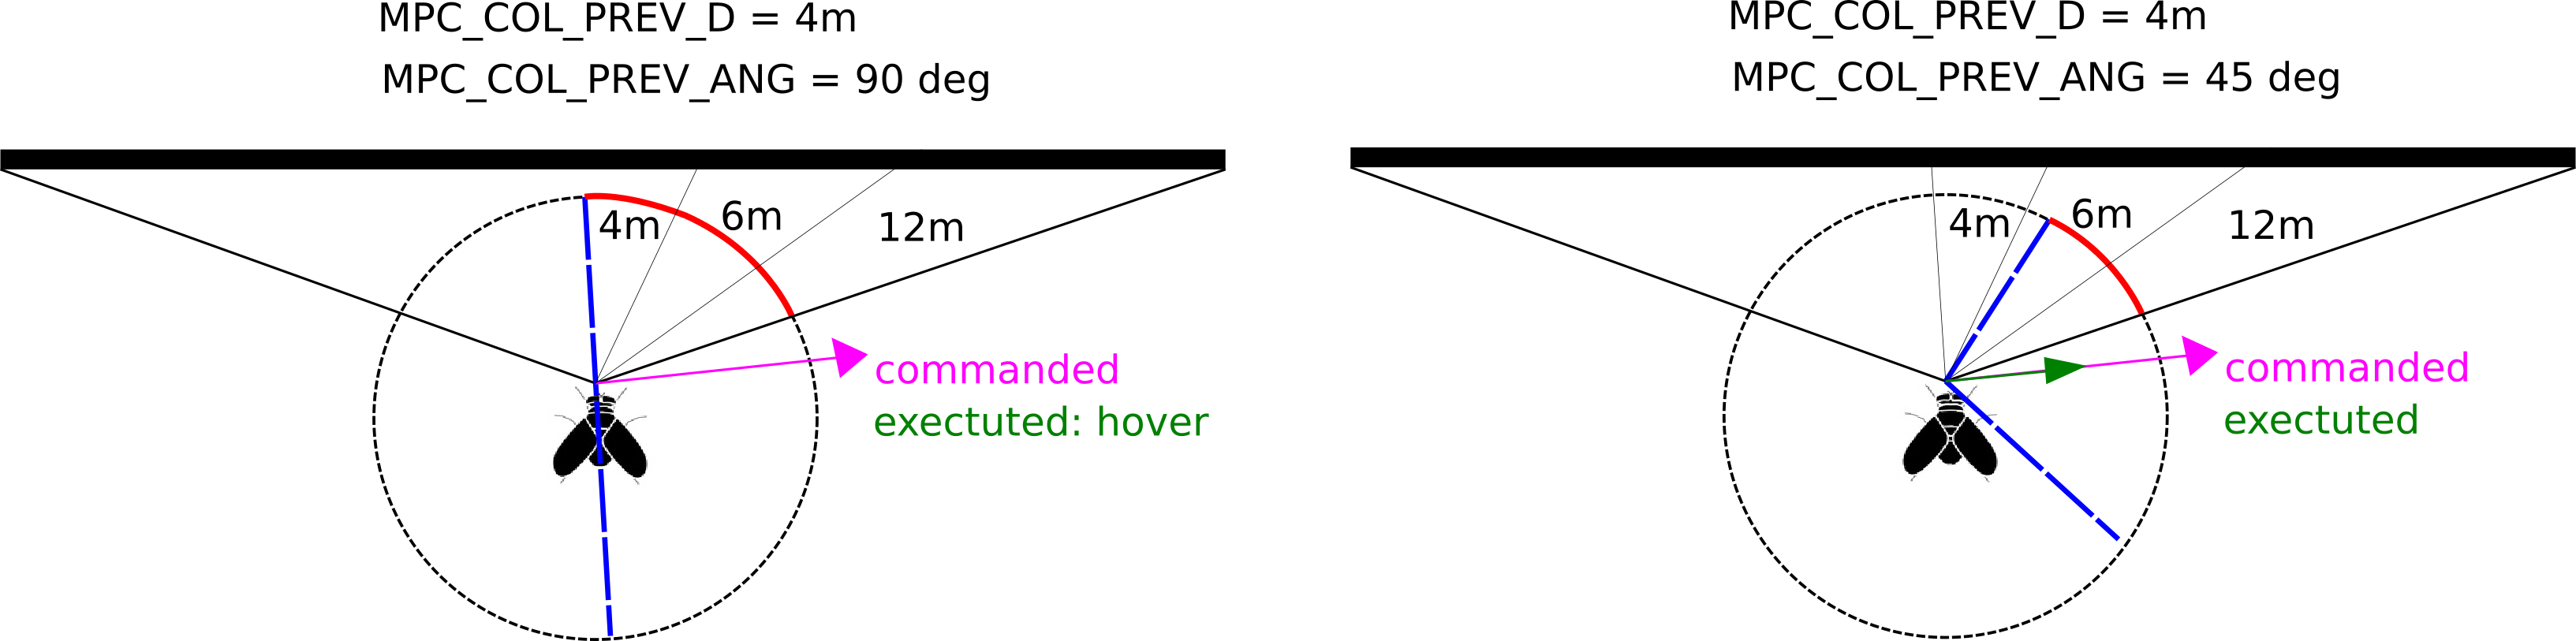 MPC_COL_PREV_D = 4m
MPC_COL_PREV_ANG = 90 deg
4m
6m
12m
commanded
exectuted: hover
MPC_COL_PREV_D = 4m
MPC_COL_PREV_ANG = 45 deg
4m
6m
12m
commanded
exectuted